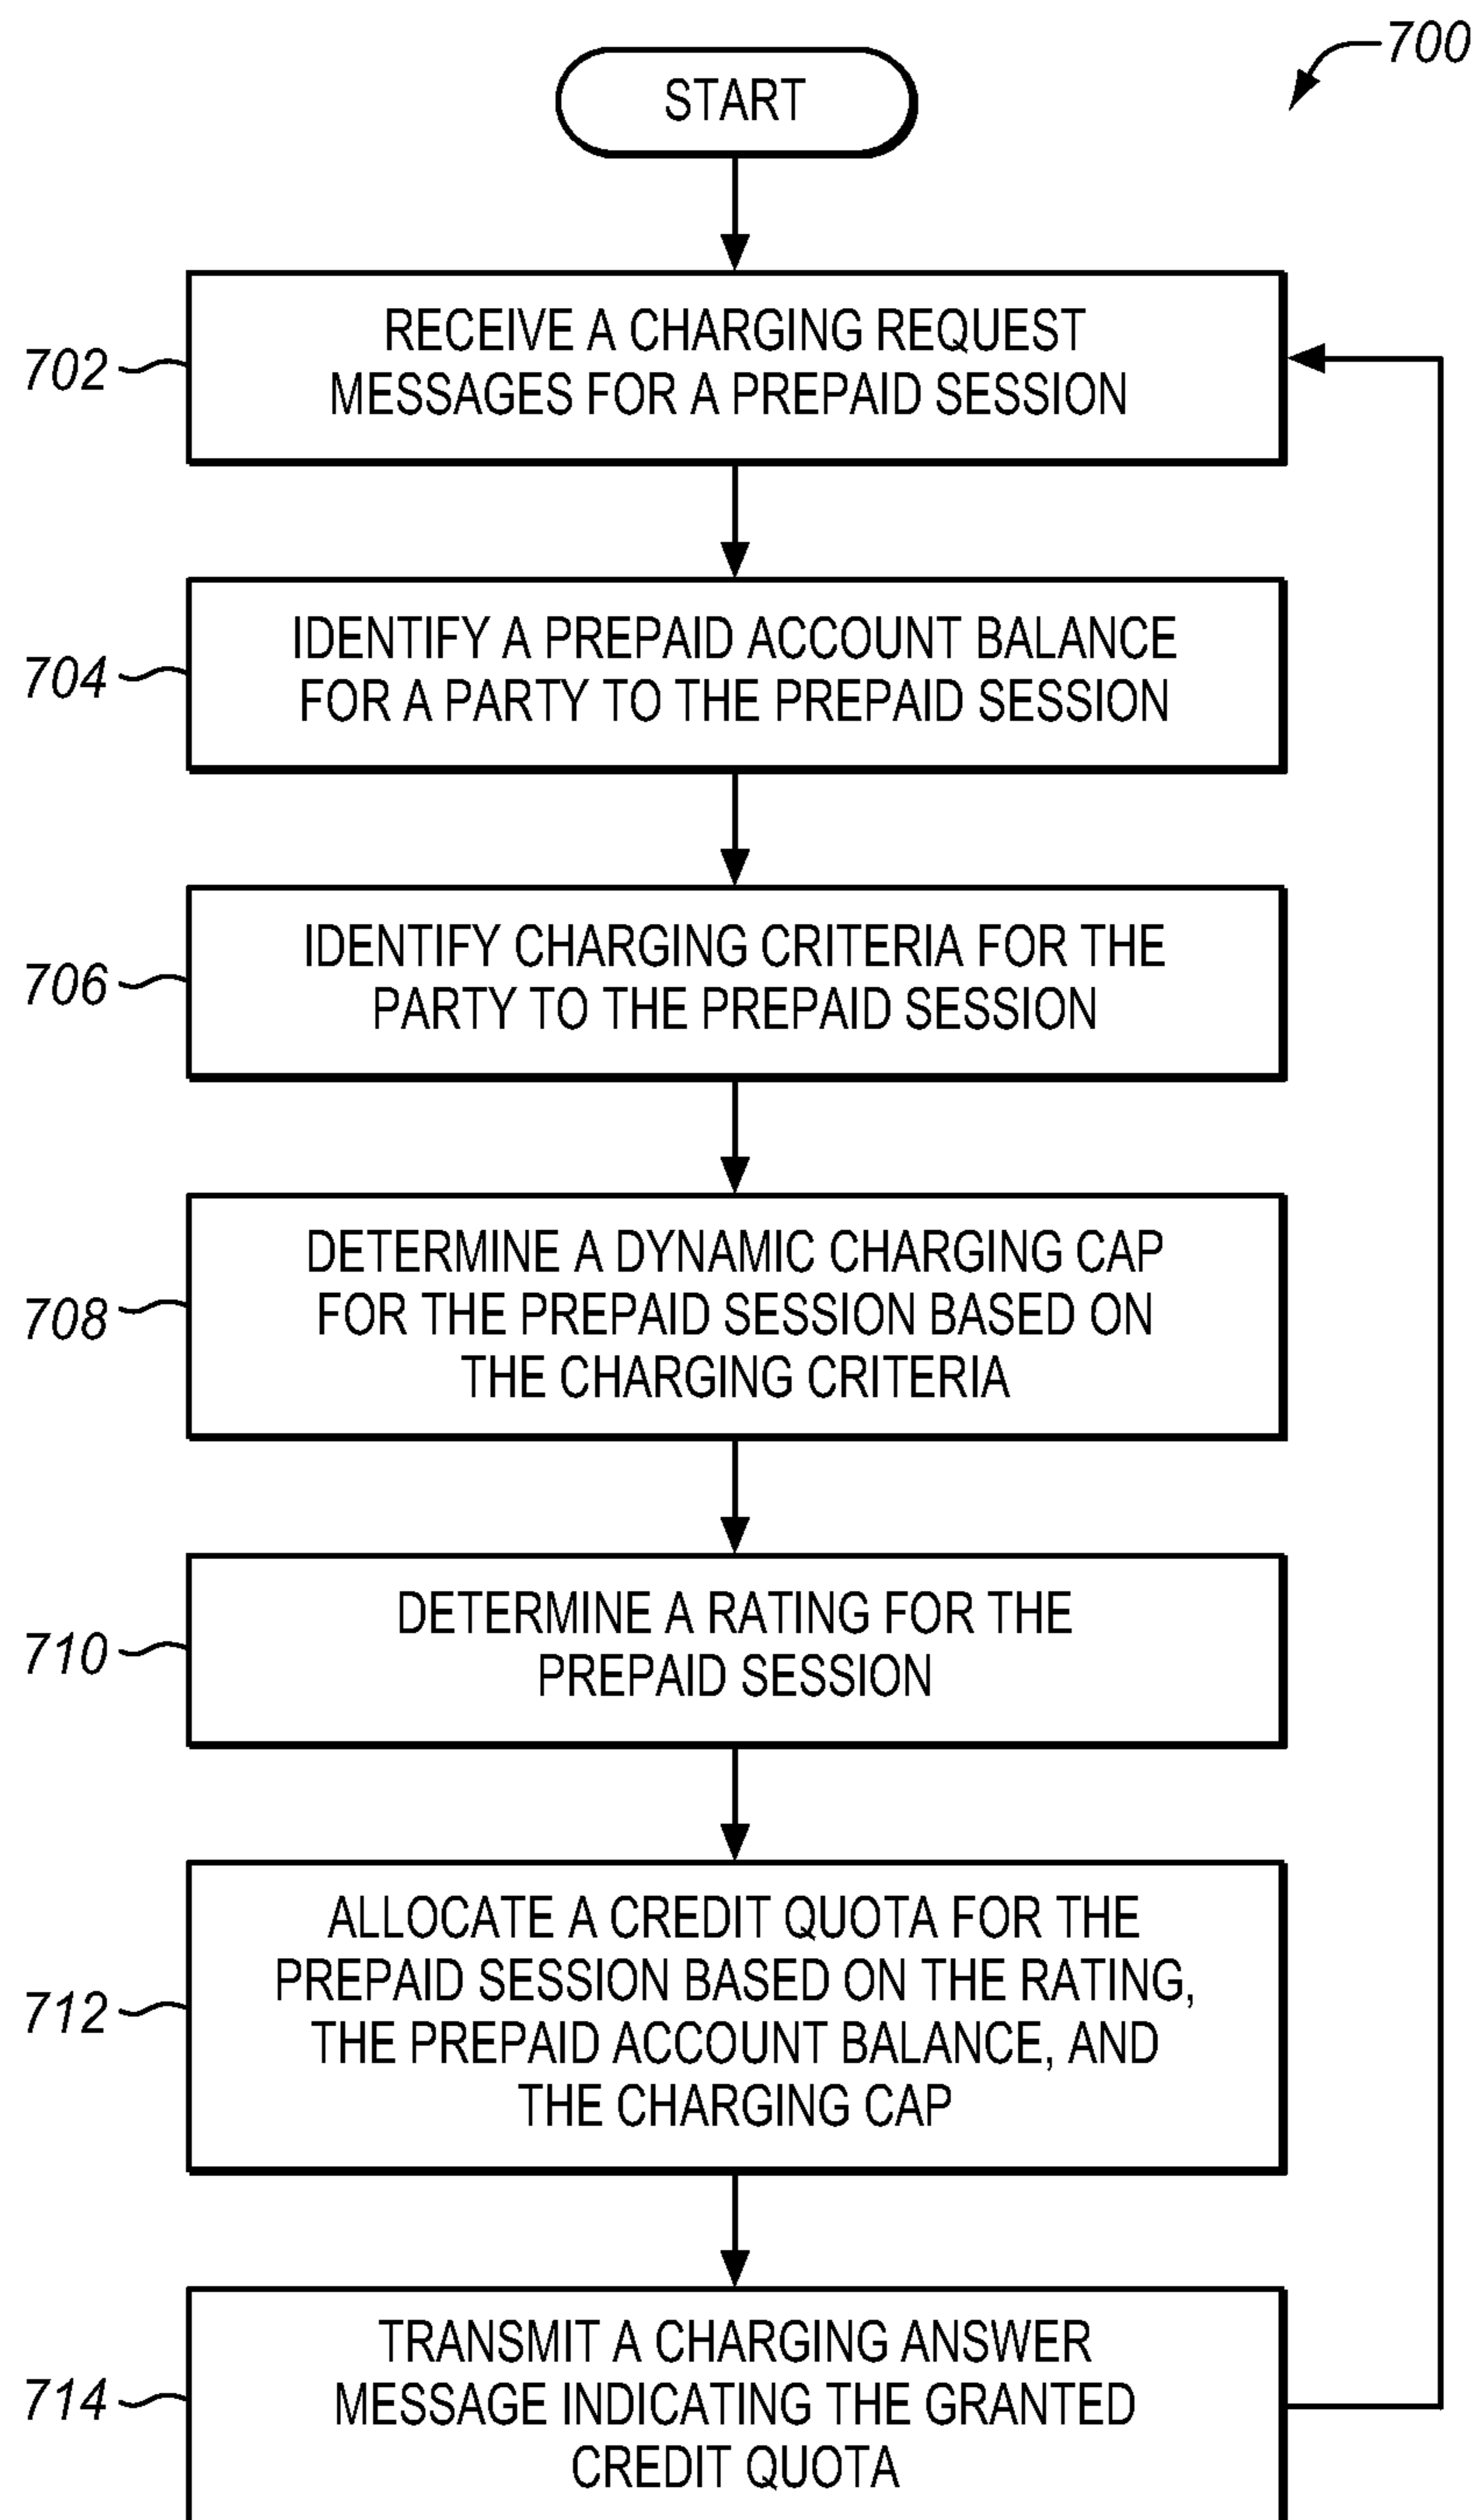 700
START
702
RECEIVE A CHARGING REQUEST
MESSAGES FOR A PREPAID SESSION
704
IDENTIFY A PREPAID ACCOUNT BALANCE
FOR A PARTY TO THE PREPAID SESSION
706
IDENTIFY CHARGING CRITERIA FOR THE
PARTY TO THE PREPAID SESSION
708
DETERMINE A DYNAMIC CHARGING CAP
FOR THE PREPAID SESSION BASED ON
THE CHARGING CRITERIA
710
DETERMINE A RATING FOR THE
PREPAID SESSION
712
ALLOCATE A CREDIT QUOTA FOR THE
PREPAID SESSION BASED ON THE RATING,
THE PREPAID ACCOUNT BALANCE, AND
THE CHARGING CAP
714
TRANSMIT A CHARGING ANSWER
MESSAGE INDICATING THE GRANTED
CREDIT QUOTA